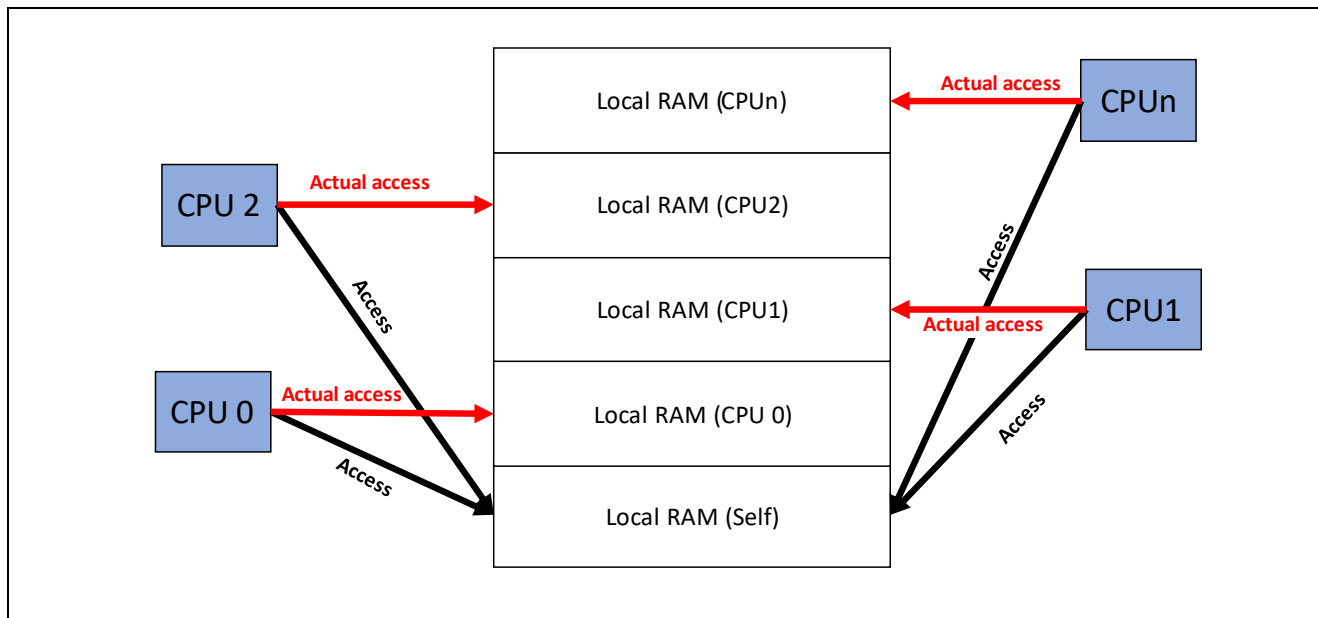 Local RAM (CPUn)
Actual access
CPUn
CPU 2
Actual access
Local RAM (CPU2)
Access
Access
Local RAM (CPU1)
Actual access
CPU1
CPU 0
Actual access
Local RAM (CPU 0)
Access
Access
Local RAM (Self)